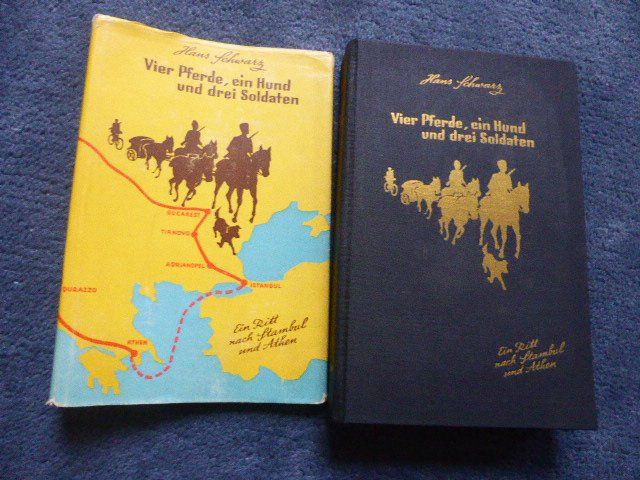 Hans Schwarz
Vier Pferde, ein Hund
und drei Soldaten
BUCAREST
TIRNOVO
ADRIANOPEL
ISTANBUL
DURAZZO
ATHEN
Ein Ritt
nach Stambul
und Athen
Hans Schwarz
Vier Pferde, ein Hund
und drei Soldaten
Ein Ritt
nach Stambul
und Athen